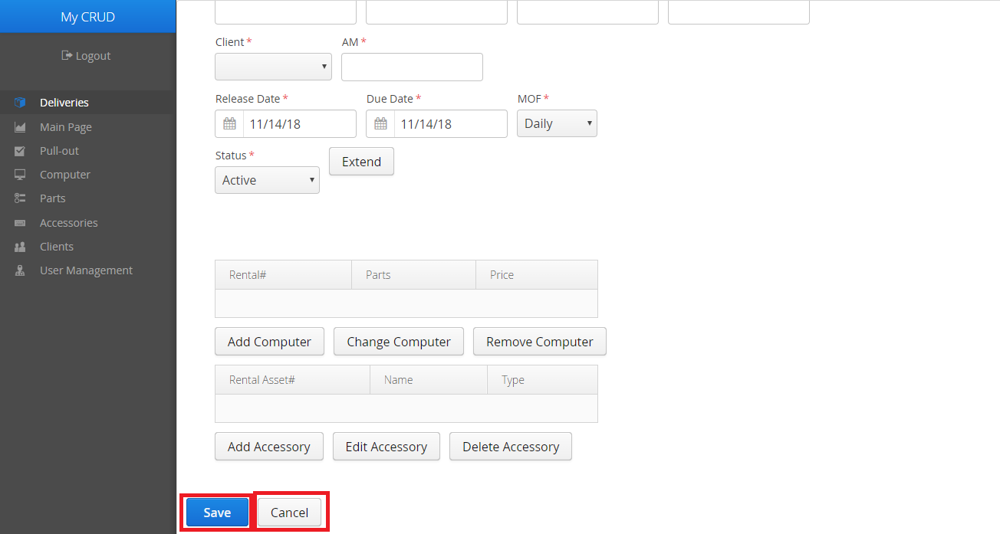 My CRUD
Logout
Deliveries
Main Page
Pull-out
Computer
Parts
Accessories
Clients
User Management
Client * AM *
Release Date * Due Date * MOF *
11/14/18 11/14/18 Daily
Status *
Extend
Active
Rental# Parts Price
Add Computer Change Computer Remove Computer
Rental Asset# Name Type
Add Accessory Edit Accessory Delete Accessory
Save Cancel